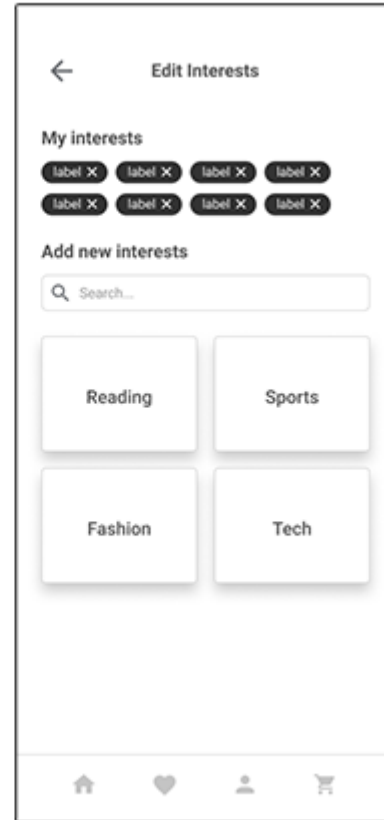 Edit Interests
My interests
label label label label
label label label label
Add new interests
Search...
Reading Sports
Fashion Tech